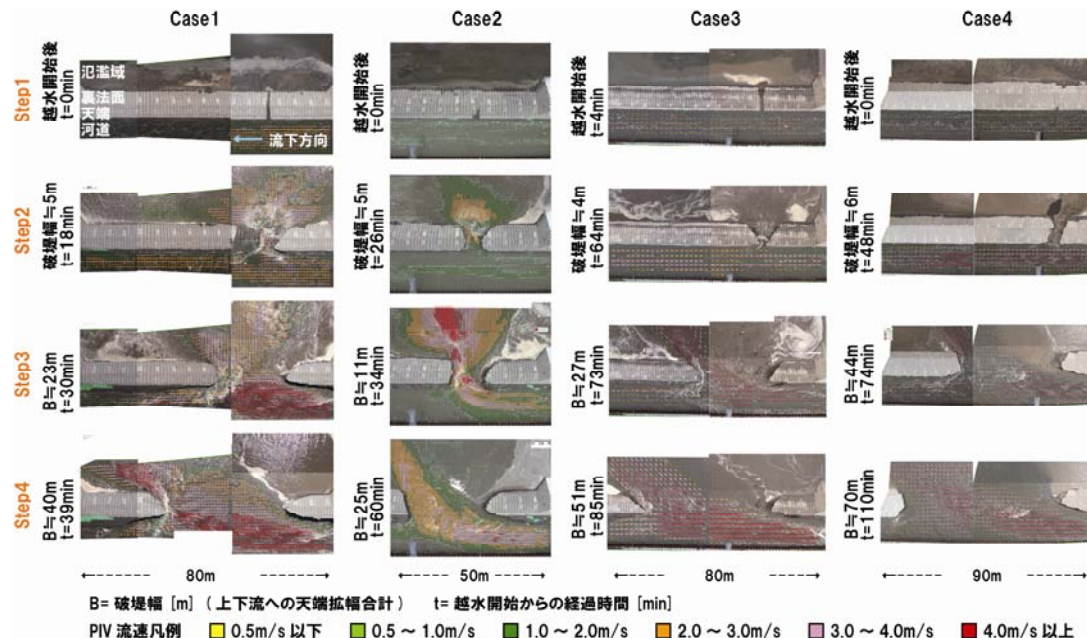 Case1 Case2 Case3 Case4
Step1
越水開始後
t=0min
氾濫域
裏法面
天端
河道
流下方向
越水開始後
t=0min
越水開始後
t=4min
越水開始後
t=0min
Step2
破堤幅≒5m
t=18min
破堤幅≒5m
t=26min
破堤幅≒4m
t=64min
破堤幅≒6m
t=48min
Step3
B≒23m
t=30min
B≒11m
t=34min
B≒27m
t=73min
B≒44m
t=74min
Step4
B≒40m
t=39min
B≒25m
t=60min
B≒51m
t=85min
B≒70m
t=110min
80m 50m 80m 90m
B= 破堤幅 [m] (上下流への天端拡幅合計) t= 越水開始からの経過時間 [min]
PIV 流速凡例 0.5m/s 以下 0.5 ～ 1.0m/s 1.0 ～ 2.0m/s 2.0 ～ 3.0m/s 3.0 ～ 4.0m/s 4.0m/s 以上